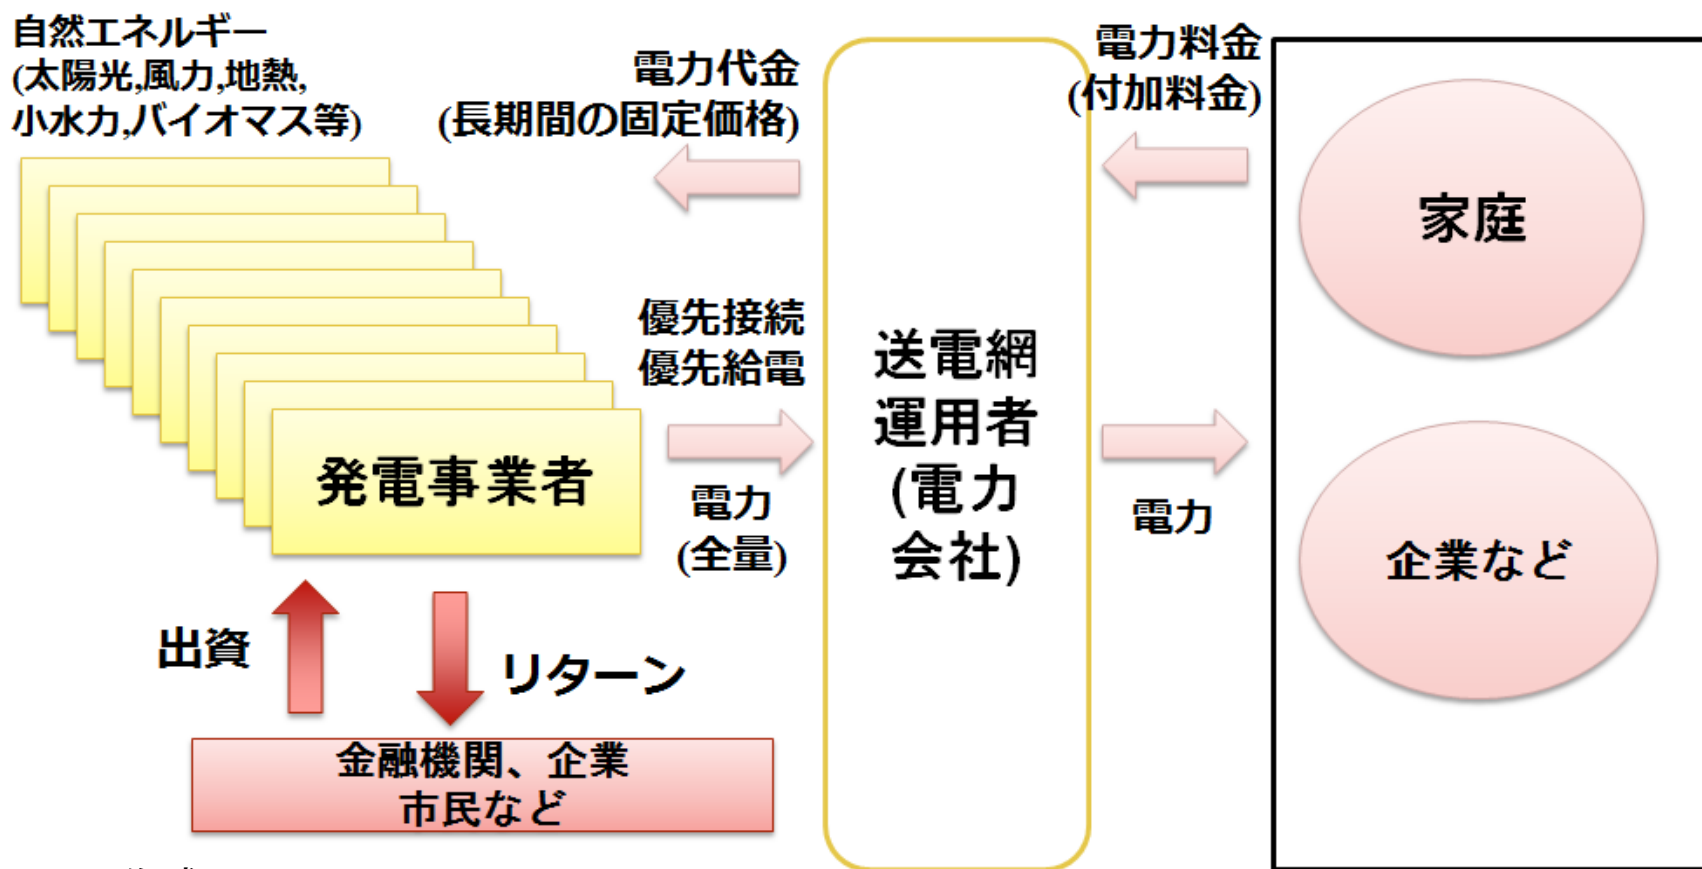 自然エネルギー
(太陽光,風力,地熱,
小水力,バイオマス等)
電力代金
(長期間の固定価格)
電力料金
(付加料金)
家庭
優先接続
優先給電
送電網
運用者
(電力
会社)
発電事業者
電力
(全量)
電力
企業など
出資
リターン
金融機関、企業
市民など